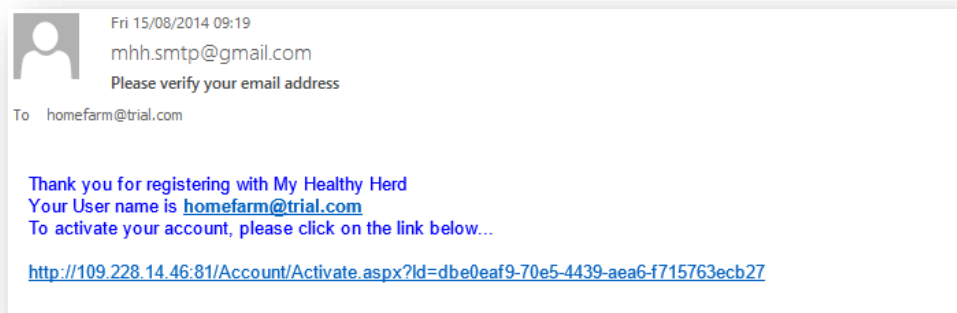 Fri 15/08/2014 09:19
mhh.smtp@gmail.com
Please verify your email address
To homefarm@trial.com
Thank you for registering with My Healthy Herd
Your User name is homefarm@trial.com
To activate your account, please click on the link below...
http://109.228.14.46:81/Account/Activate.aspx?Id=dbe0eaf9-70e5-4439-aea6-f715763ecb27